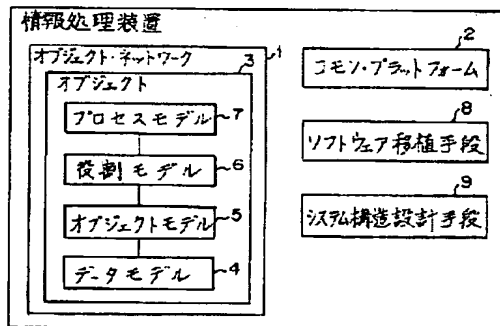 情報処理装置
オブジェクト・ネットワーク
1
オブジェクト
3
プロセスモデル
7
役割モデル
6
オブジェクトモデル
5
データモデル
4
2
コモン・プラットフォーム
8
ソフトウェア移植手段
9
システム構造設計手段